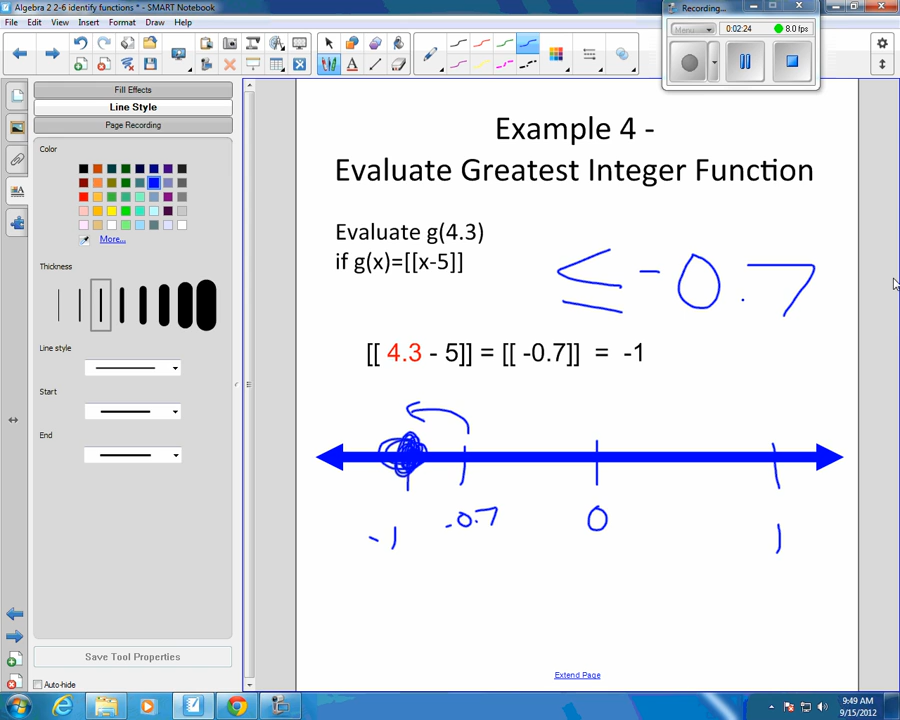 Algebra 2 2-6 identify functions * - SMART Notebook
File Edit View Insert Format Draw Help
Recording...
Menu 0:02:24 8.0 fps
Fill Effects
Line Style
Page Recording
Color
More...
Thickness
Line style
Start
End
Save Tool Properties
Auto-hide
Example 4 -
Evaluate Greatest Integer Function
Evaluate g(4.3)
if g(x)=[[x-5]]
≤ -0.7
[[ 4.3 - 5]] = [[ -0.7]] = -1
-1 -0.7 0 1
Extend Page
9:49 AM
9/15/2012